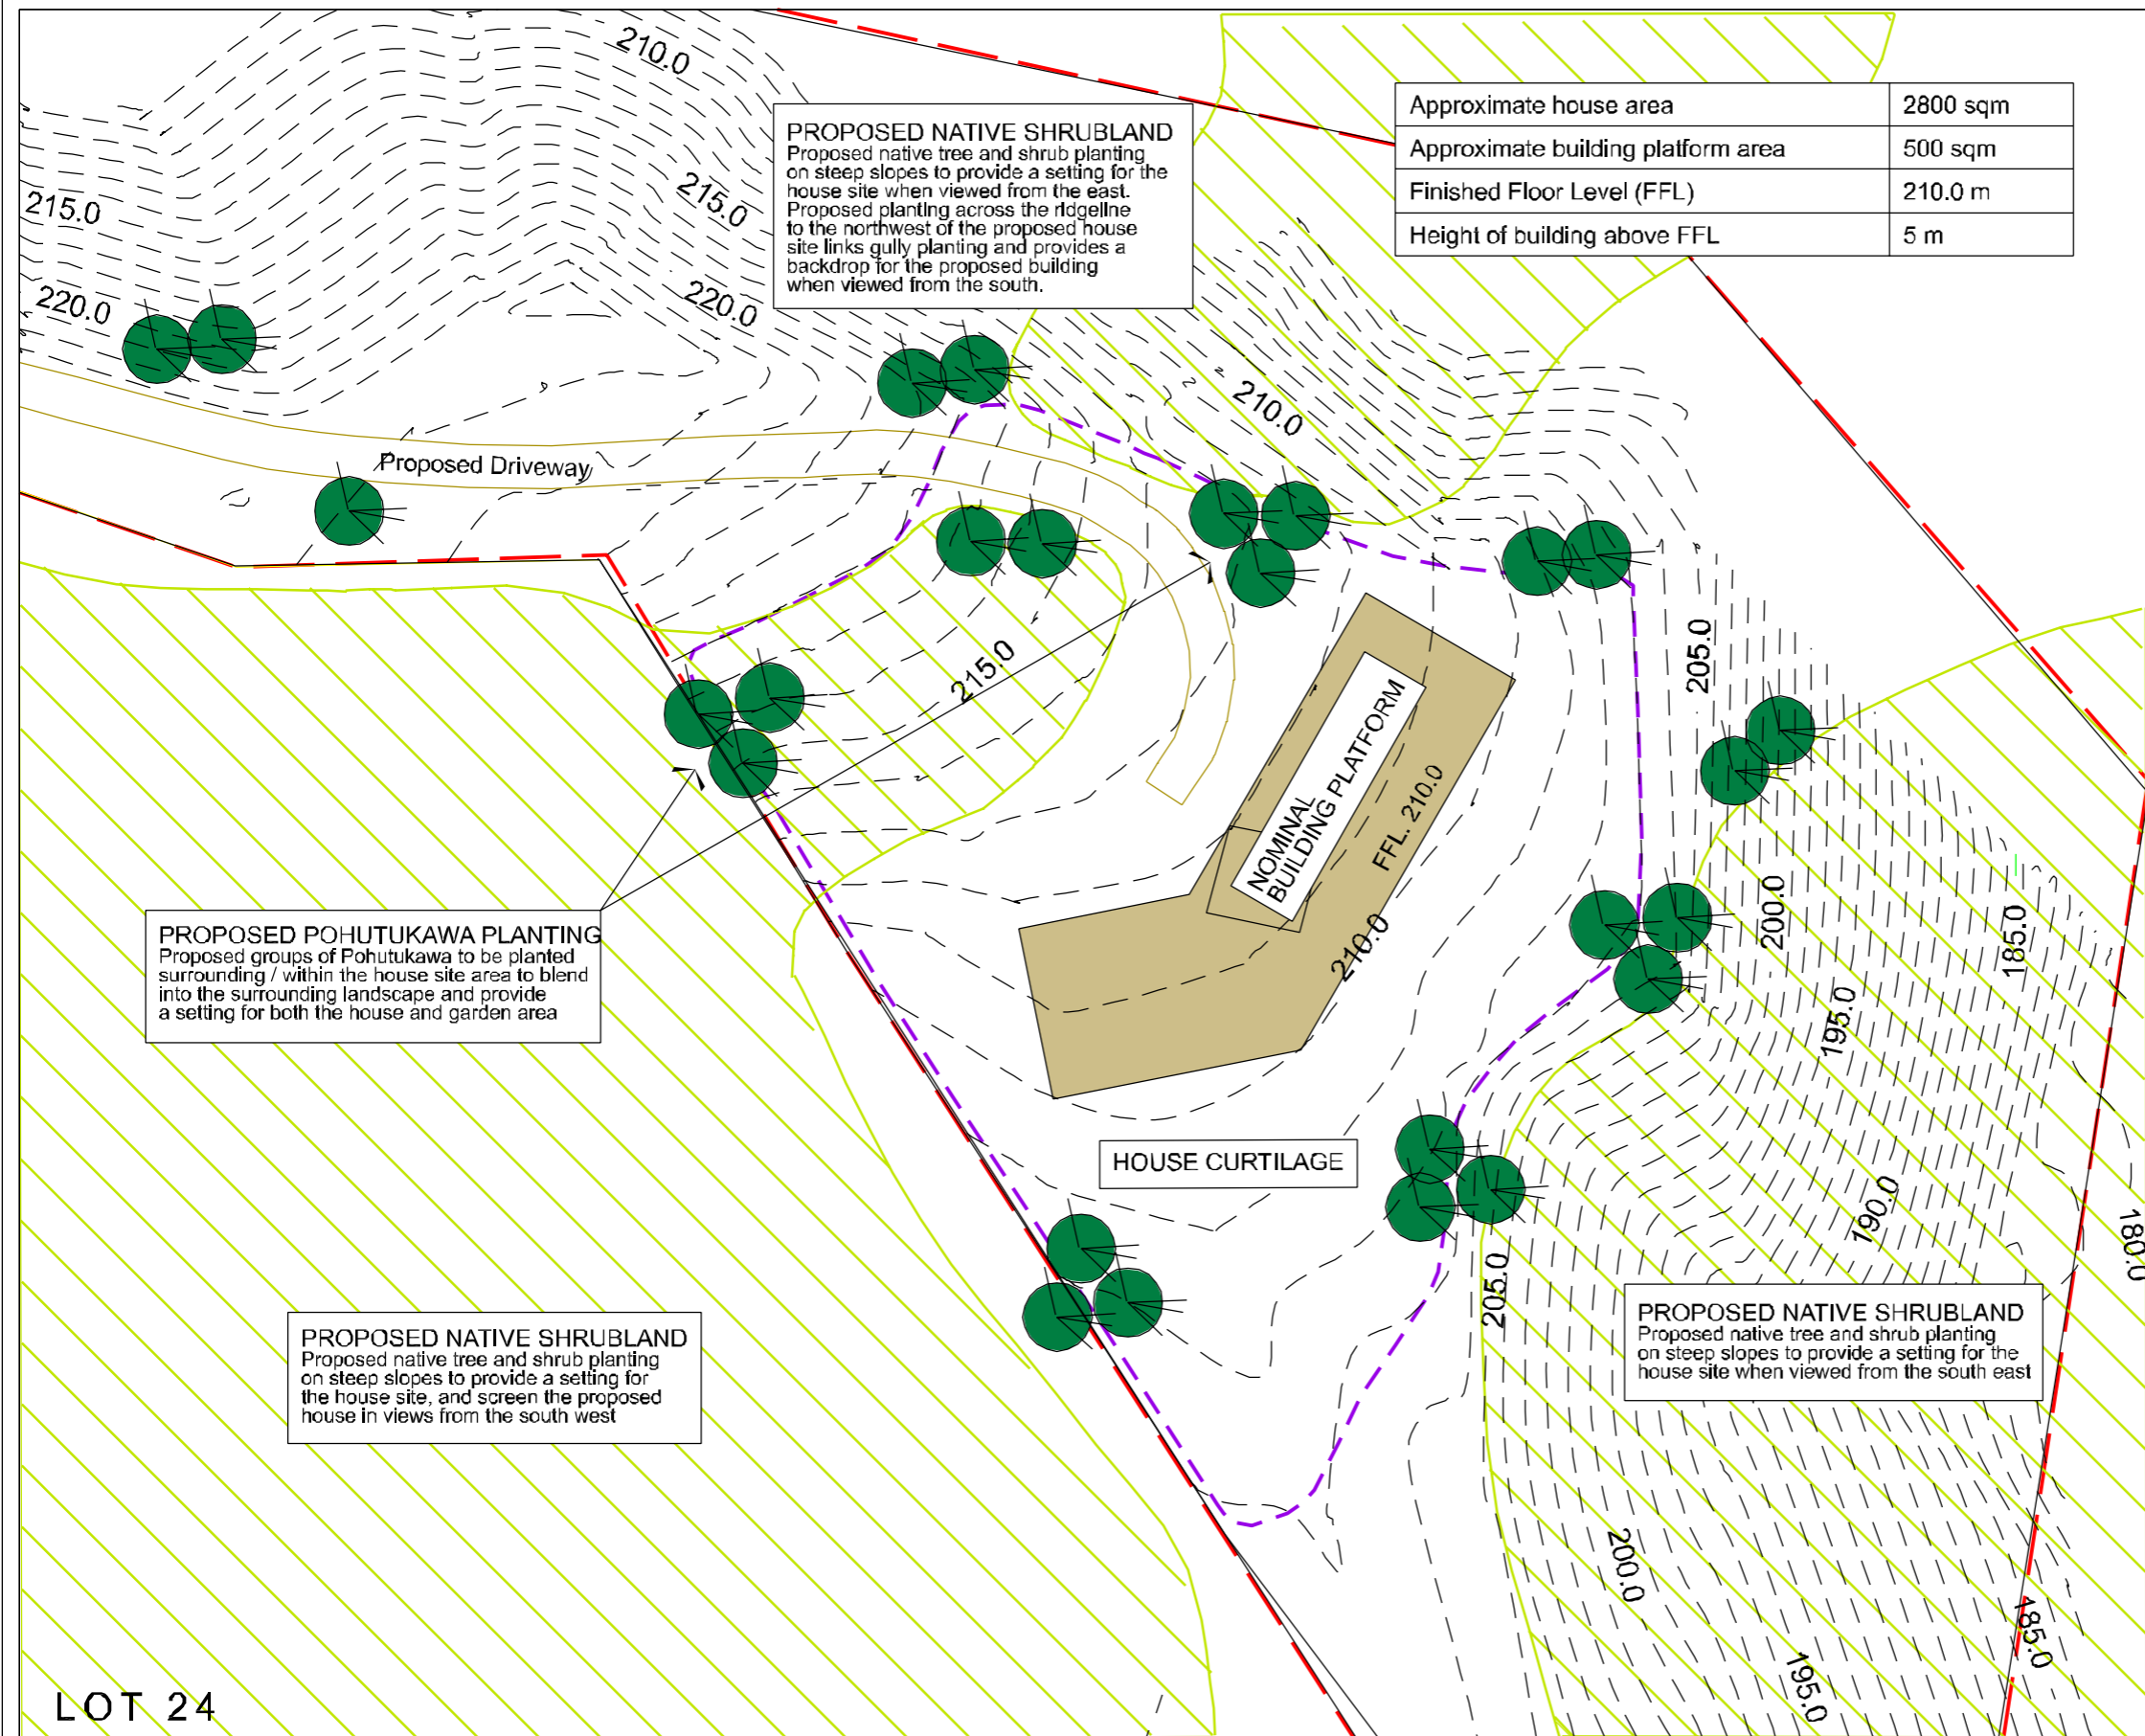 210.0
Approximate house area 2800 sqm
Approximate building platform area 500 sqm
Finished Floor Level (FFL) 210.0 m
Height of building above FFL 5 m
PROPOSED NATIVE SHRUBLAND
Proposed native tree and shrub planting
on steep slopes to provide a setting for the
house site when viewed from the east.
Proposed planting across the ridgeline
to the northwest of the proposed house
site links gully planting and provides a
backdrop for the proposed building
when viewed from the south.
215.0
215.0
220.0
220.0
210.0
Proposed Driveway
215.0
205.0
NOMINAL
BUILDING PLATFORM
FFL. 210.0
210.0
200.0
185.0
195.0
PROPOSED POHUTUKAWA PLANTING
Proposed groups of Pohutukawa to be planted
surrounding / within the house site area to blend
into the surrounding landscape and provide
a setting for both the house and garden area
HOUSE CURTILAGE
190.0
180.0
205.0
PROPOSED NATIVE SHRUBLAND
Proposed native tree and shrub planting
on steep slopes to provide a setting for
the house site, and screen the proposed
house in views from the south west
PROPOSED NATIVE SHRUBLAND
Proposed native tree and shrub planting
on steep slopes to provide a setting for the
house site when viewed from the south east
200.0
185.0
195.0
LOT 24